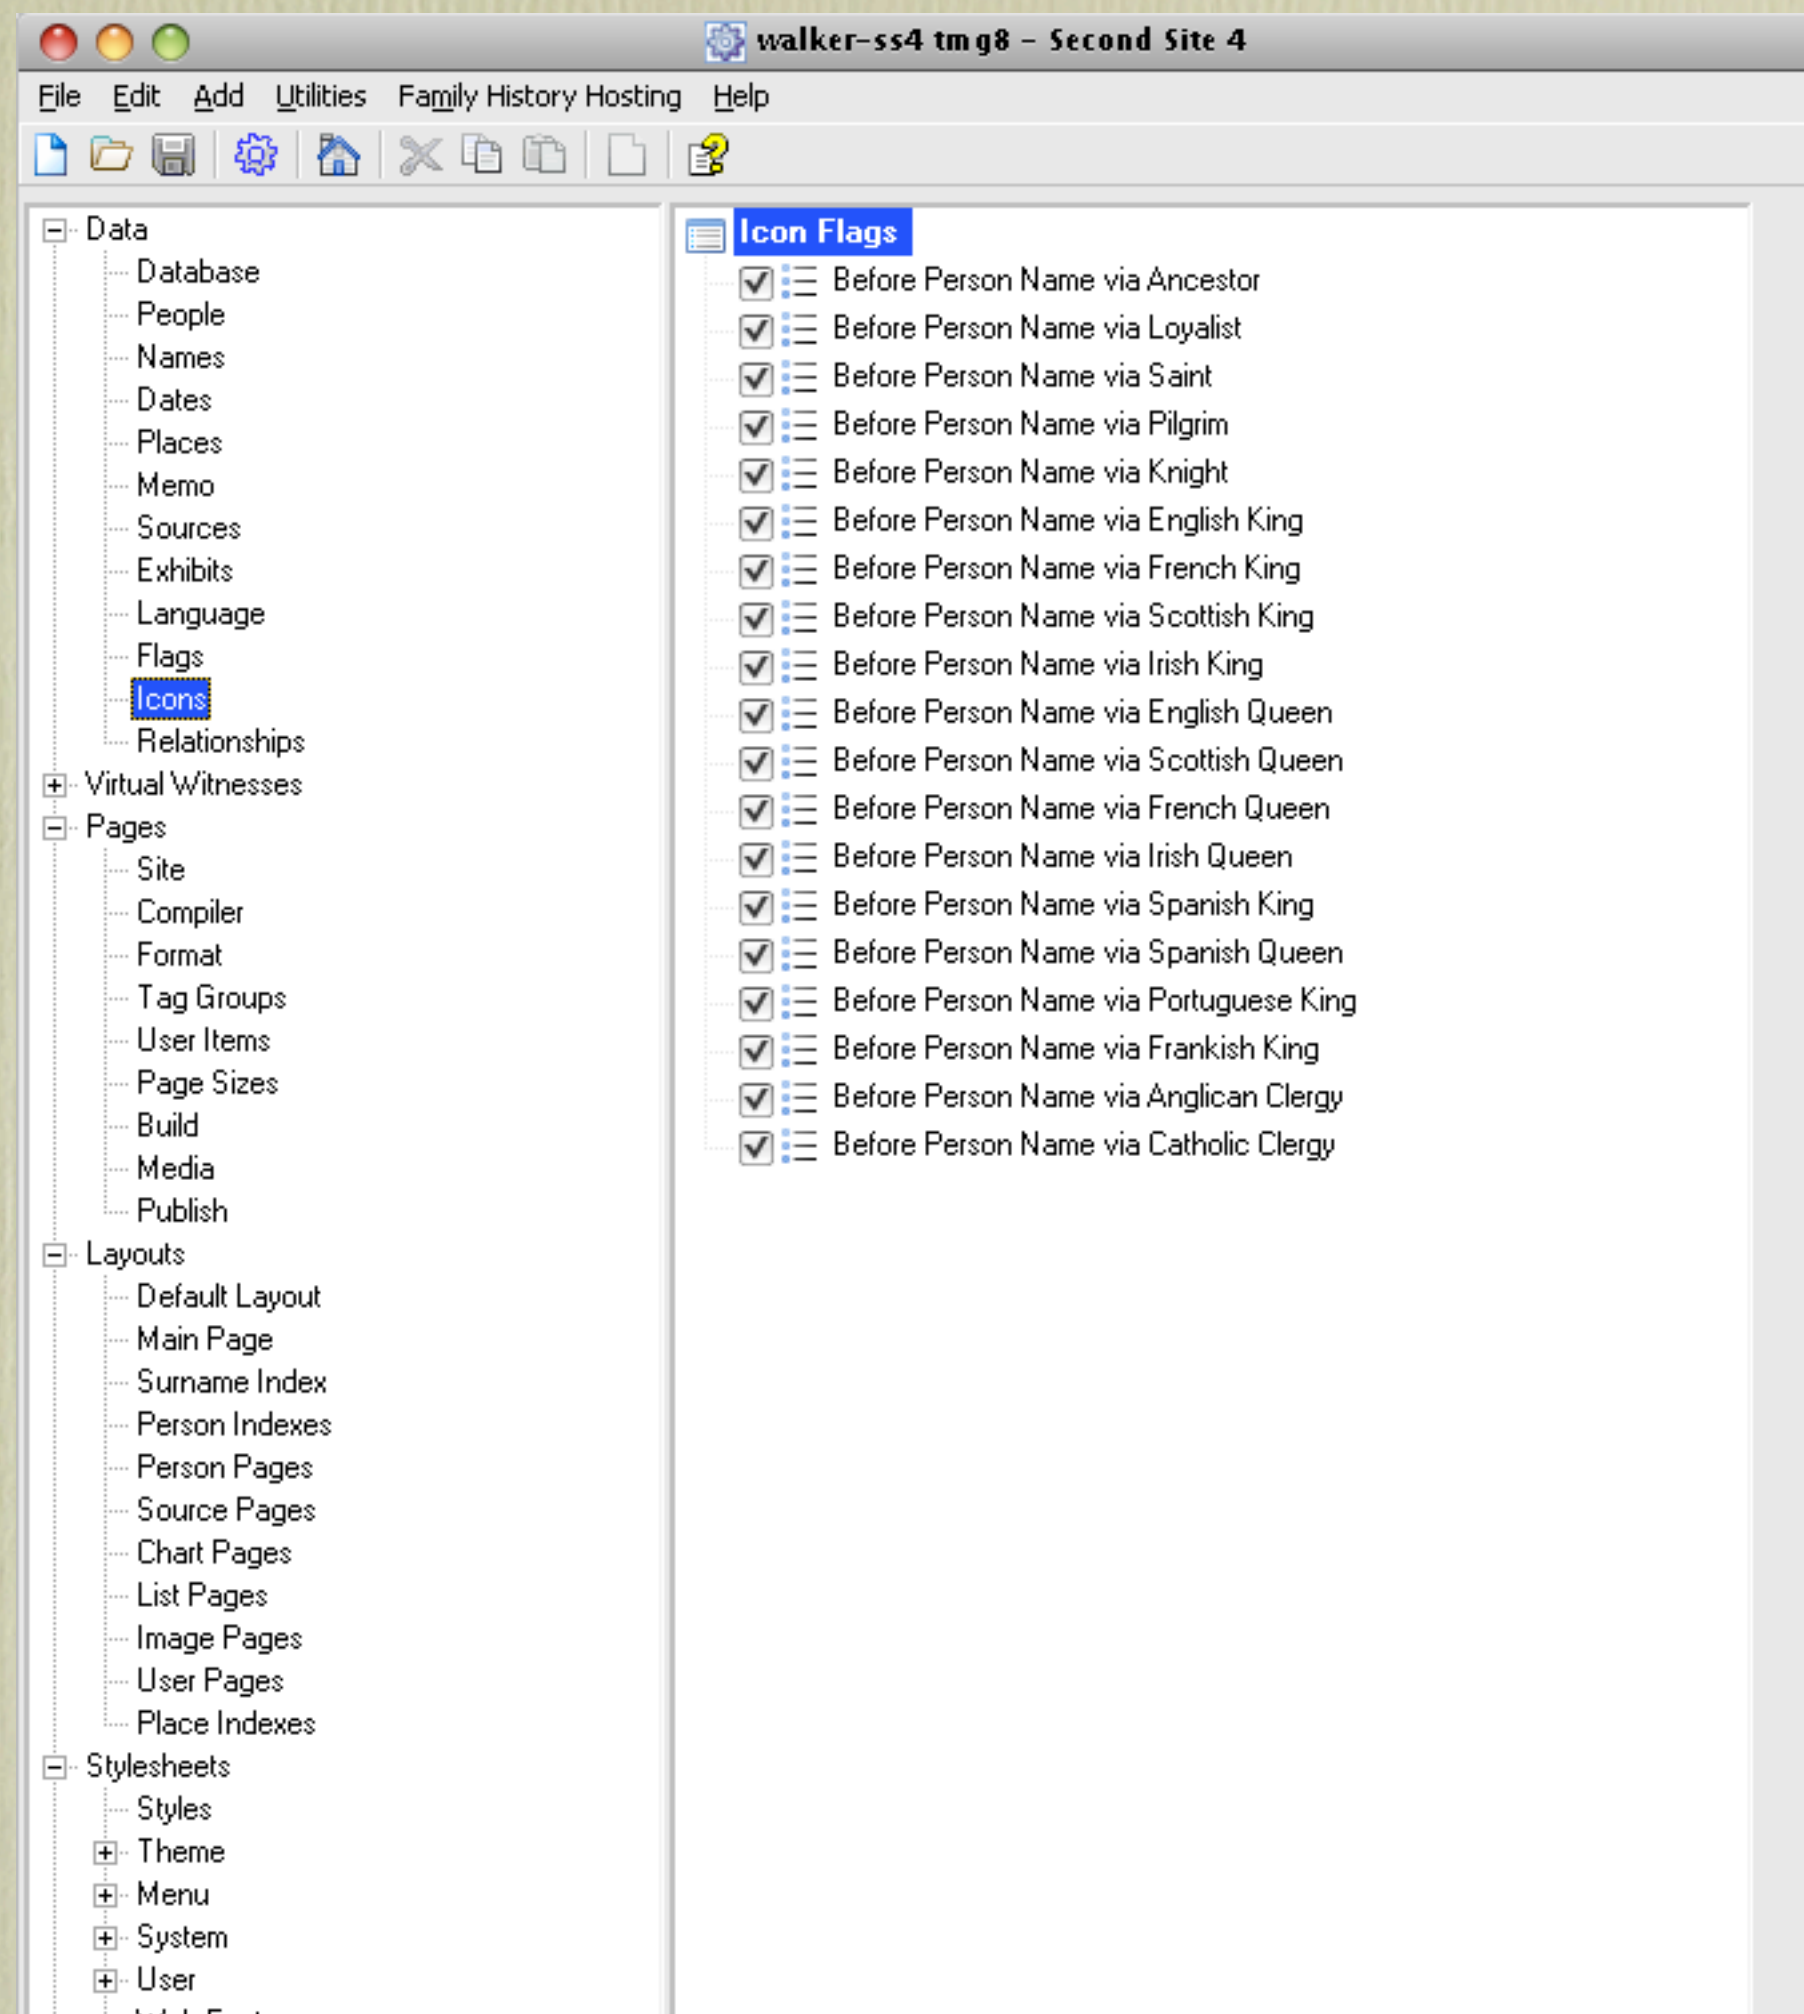 walker-ss4 tmg8 - Second Site 4
File Edit Add Utilities Family History Hosting Help
Data
Database
People
Names
Dates
Places
Memo
Sources
Exhibits
Language
Flags
Icons
Relationships
Virtual Witnesses
Pages
Site
Compiler
Format
Tag Groups
User Items
Page Sizes
Build
Media
Publish
Layouts
Default Layout
Main Page
Surname Index
Person Indexes
Person Pages
Source Pages
Chart Pages
List Pages
Image Pages
User Pages
Place Indexes
Stylesheets
Styles
Theme
Menu
System
User
Icon Flags
Before Person Name via Ancestor
Before Person Name via Loyalist
Before Person Name via Saint
Before Person Name via Pilgrim
Before Person Name via Knight
Before Person Name via English King
Before Person Name via French King
Before Person Name via Scottish King
Before Person Name via Irish King
Before Person Name via English Queen
Before Person Name via Scottish Queen
Before Person Name via French Queen
Before Person Name via Irish Queen
Before Person Name via Spanish King
Before Person Name via Spanish Queen
Before Person Name via Portuguese King
Before Person Name via Frankish King
Before Person Name via Anglican Clergy
Before Person Name via Catholic Clergy